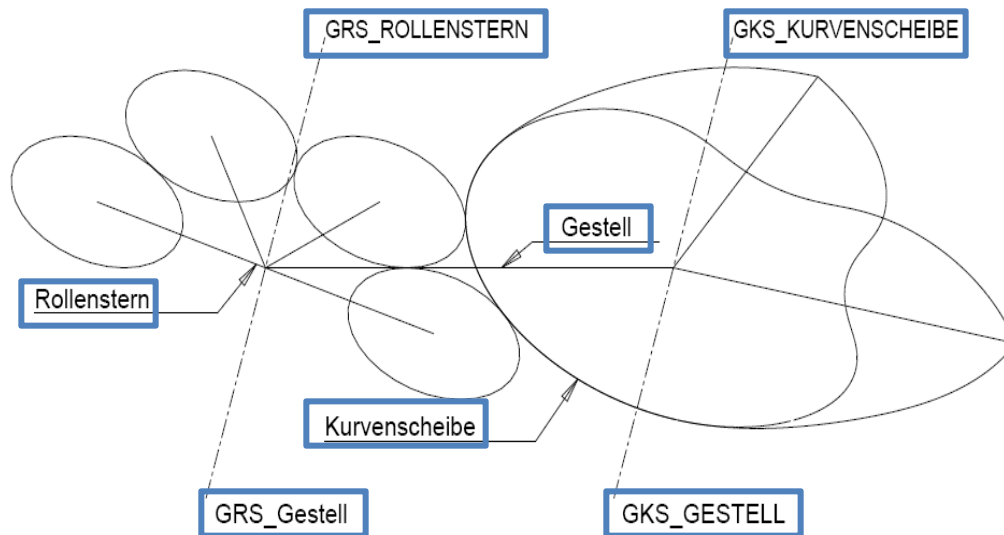 GRS_ROLLENSTERN
GKS_KURVENSCHEIBE
Gestell
Rollenstern
Kurvenscheibe
GRS_Gestell
GKS_GESTELL